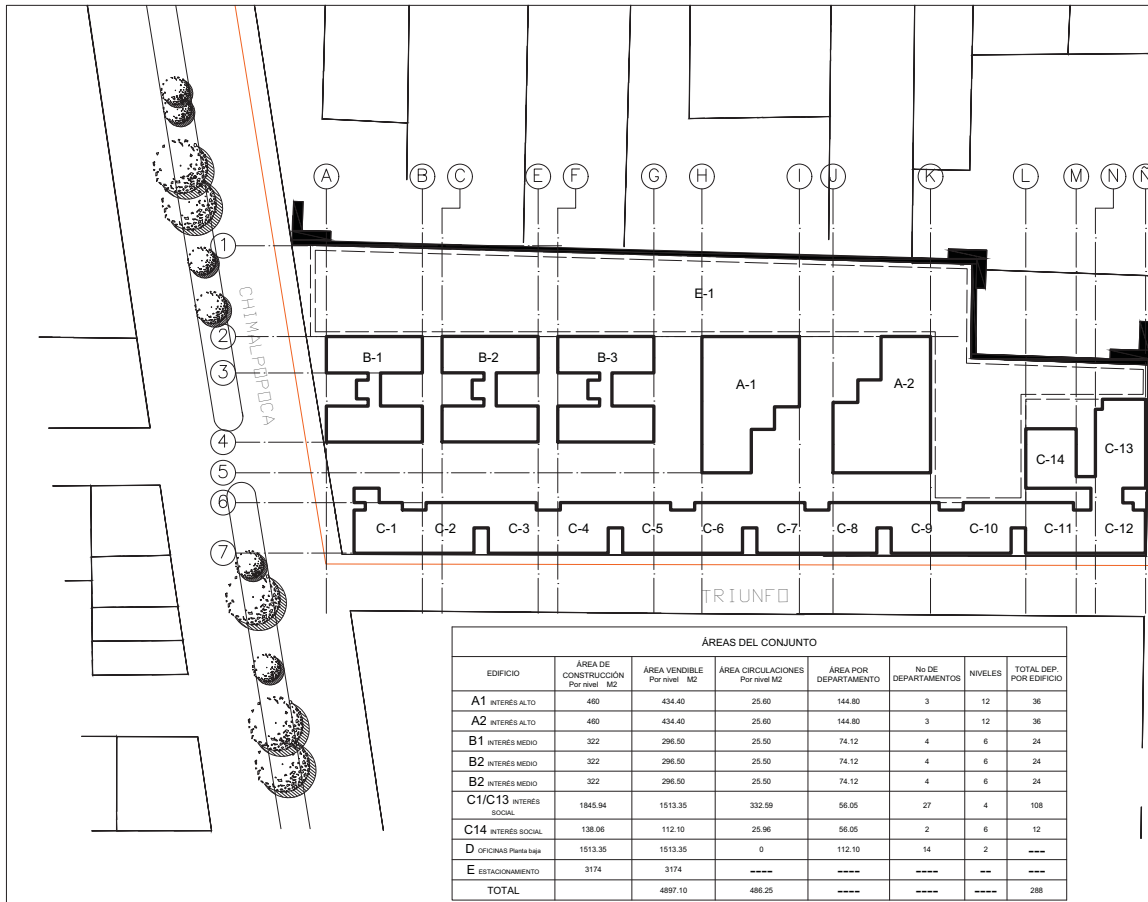 A B C E F G H I J K L M N Ñ
1
E-1
CHIMALPOPOCA
2
B-1 B-2 B-3
3
A-1 A-2
4
C-13
C-14
5
6
C-1 C-2 C-3 C-4 C-5 C-6 C-7 C-8 C-9 C-10 C-11 C-12
7
TRIUNFO
ÁREAS DEL CONJUNTO
EDIFICIO ÁREA DE CONSTRUCCIÓN Por nivel M2 ÁREA VENDIBLE Por nivel M2 ÁREA CIRCULACIONES Por nivel M2 ÁREA POR DEPARTAMENTO No DE DEPARTAMENTOS NIVELES TOTAL DEP. POR EDIFICIO
A1 INTERÉS ALTO 460 434.40 25.60 144.80 3 12 36
A2 INTERÉS ALTO 460 434.40 25.60 144.80 3 12 36
B1 INTERÉS MEDIO 322 296.50 25.50 74.12 4 6 24
B2 INTERÉS MEDIO 322 296.50 25.50 74.12 4 6 24
B2 INTERÉS MEDIO 322 296.50 25.50 74.12 4 6 24
C1/C13 INTERÉS SOCIAL 1845.94 1513.35 332.59 56.05 27 4 108
C14 INTERÉS SOCIAL 138.06 112.10 25.96 56.05 2 6 12
D OFICINAS Planta baja 1513.35 1513.35 0 112.10 14 2 ---
E ESTACIONAMIENTO 3174 3174 ---- ---- ---- -- ---
TOTAL 4897.10 486.25 ---- ---- ---- 288